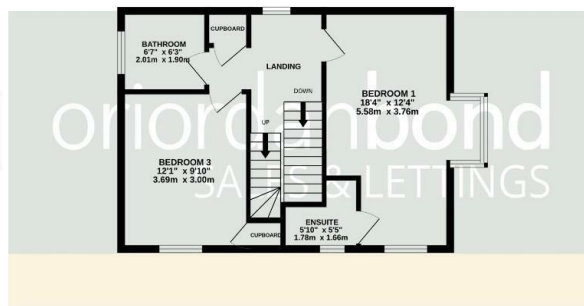 CUPBOARD
BATHROOM
6'7" x 6'3"
2.01m x 1.90m
LANDING
DOWN
UP
BEDROOM 1
18'4" x 12'4"
5.58m x 3.76m
oriordanbond
SALES & LETTINGS
BEDROOM 3
12'1" x 9'10"
3.69m x 3.00m
ENSUITE
5'10" x 5'5"
1.78m x 1.66m
CUPBOARD